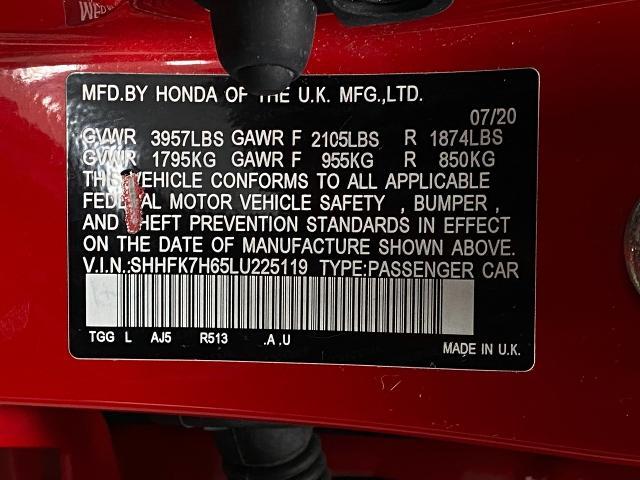 MFD.BY HONDA OF THE U.K. MFG.,LTD.
07/20
GVWR 3957LBS GAWR F 2105LBS R 1874LBS
GVWR 1795KG GAWR F 955KG R 850KG
THIS VEHICLE CONFORMS TO ALL APPLICABLE
FEDERAL MOTOR VEHICLE SAFETY , BUMPER ,
AND THEFT PREVENTION STANDARDS IN EFFECT
ON THE DATE OF MANUFACTURE SHOWN ABOVE.
V.I.N.:SHHFK7H65LU225119 TYPE:PASSENGER CAR
TGG L AJ5 R513 .A .U
MADE IN U.K.